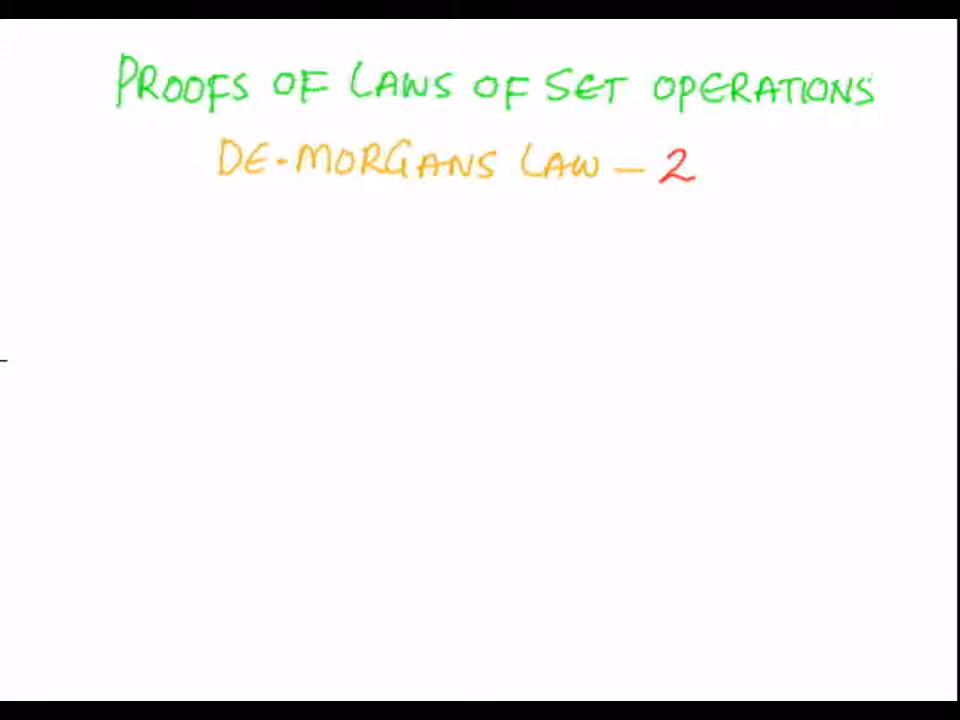 PROOFS OF LAWS OF SET OPERATIONS
DE-MORGANS LAW - 2